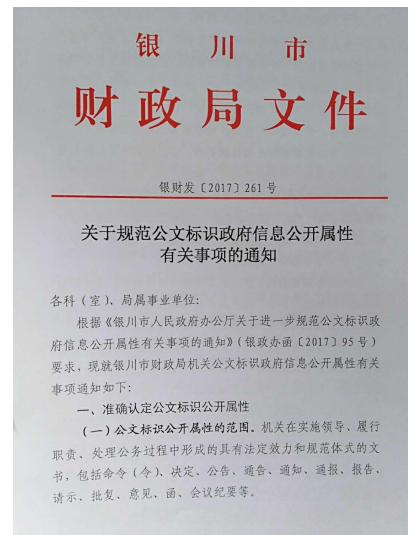 银川市
财政局文件
银财发〔2017〕261号
关于规范公文标识政府信息公开属性
有关事项的通知
各科（室）、局属事业单位：
根据《银川市人民政府办公厅关于进一步规范公文标识政
府信息公开属性有关事项的通知》（银政办函〔2017〕95号）
要求，现就银川市财政局机关公文标识政府信息公开属性有关
事项通知如下：
一、准确认定公文标识公开属性
（一）公文标识公开属性的范围。机关在实施领导、履行
职责、处理公务过程中形成的具有法定效力和规范体式的文
书，包括命令（令）、决定、公告、通告、通知、通报、报告、
请示、批复、意见、函、会议纪要等。